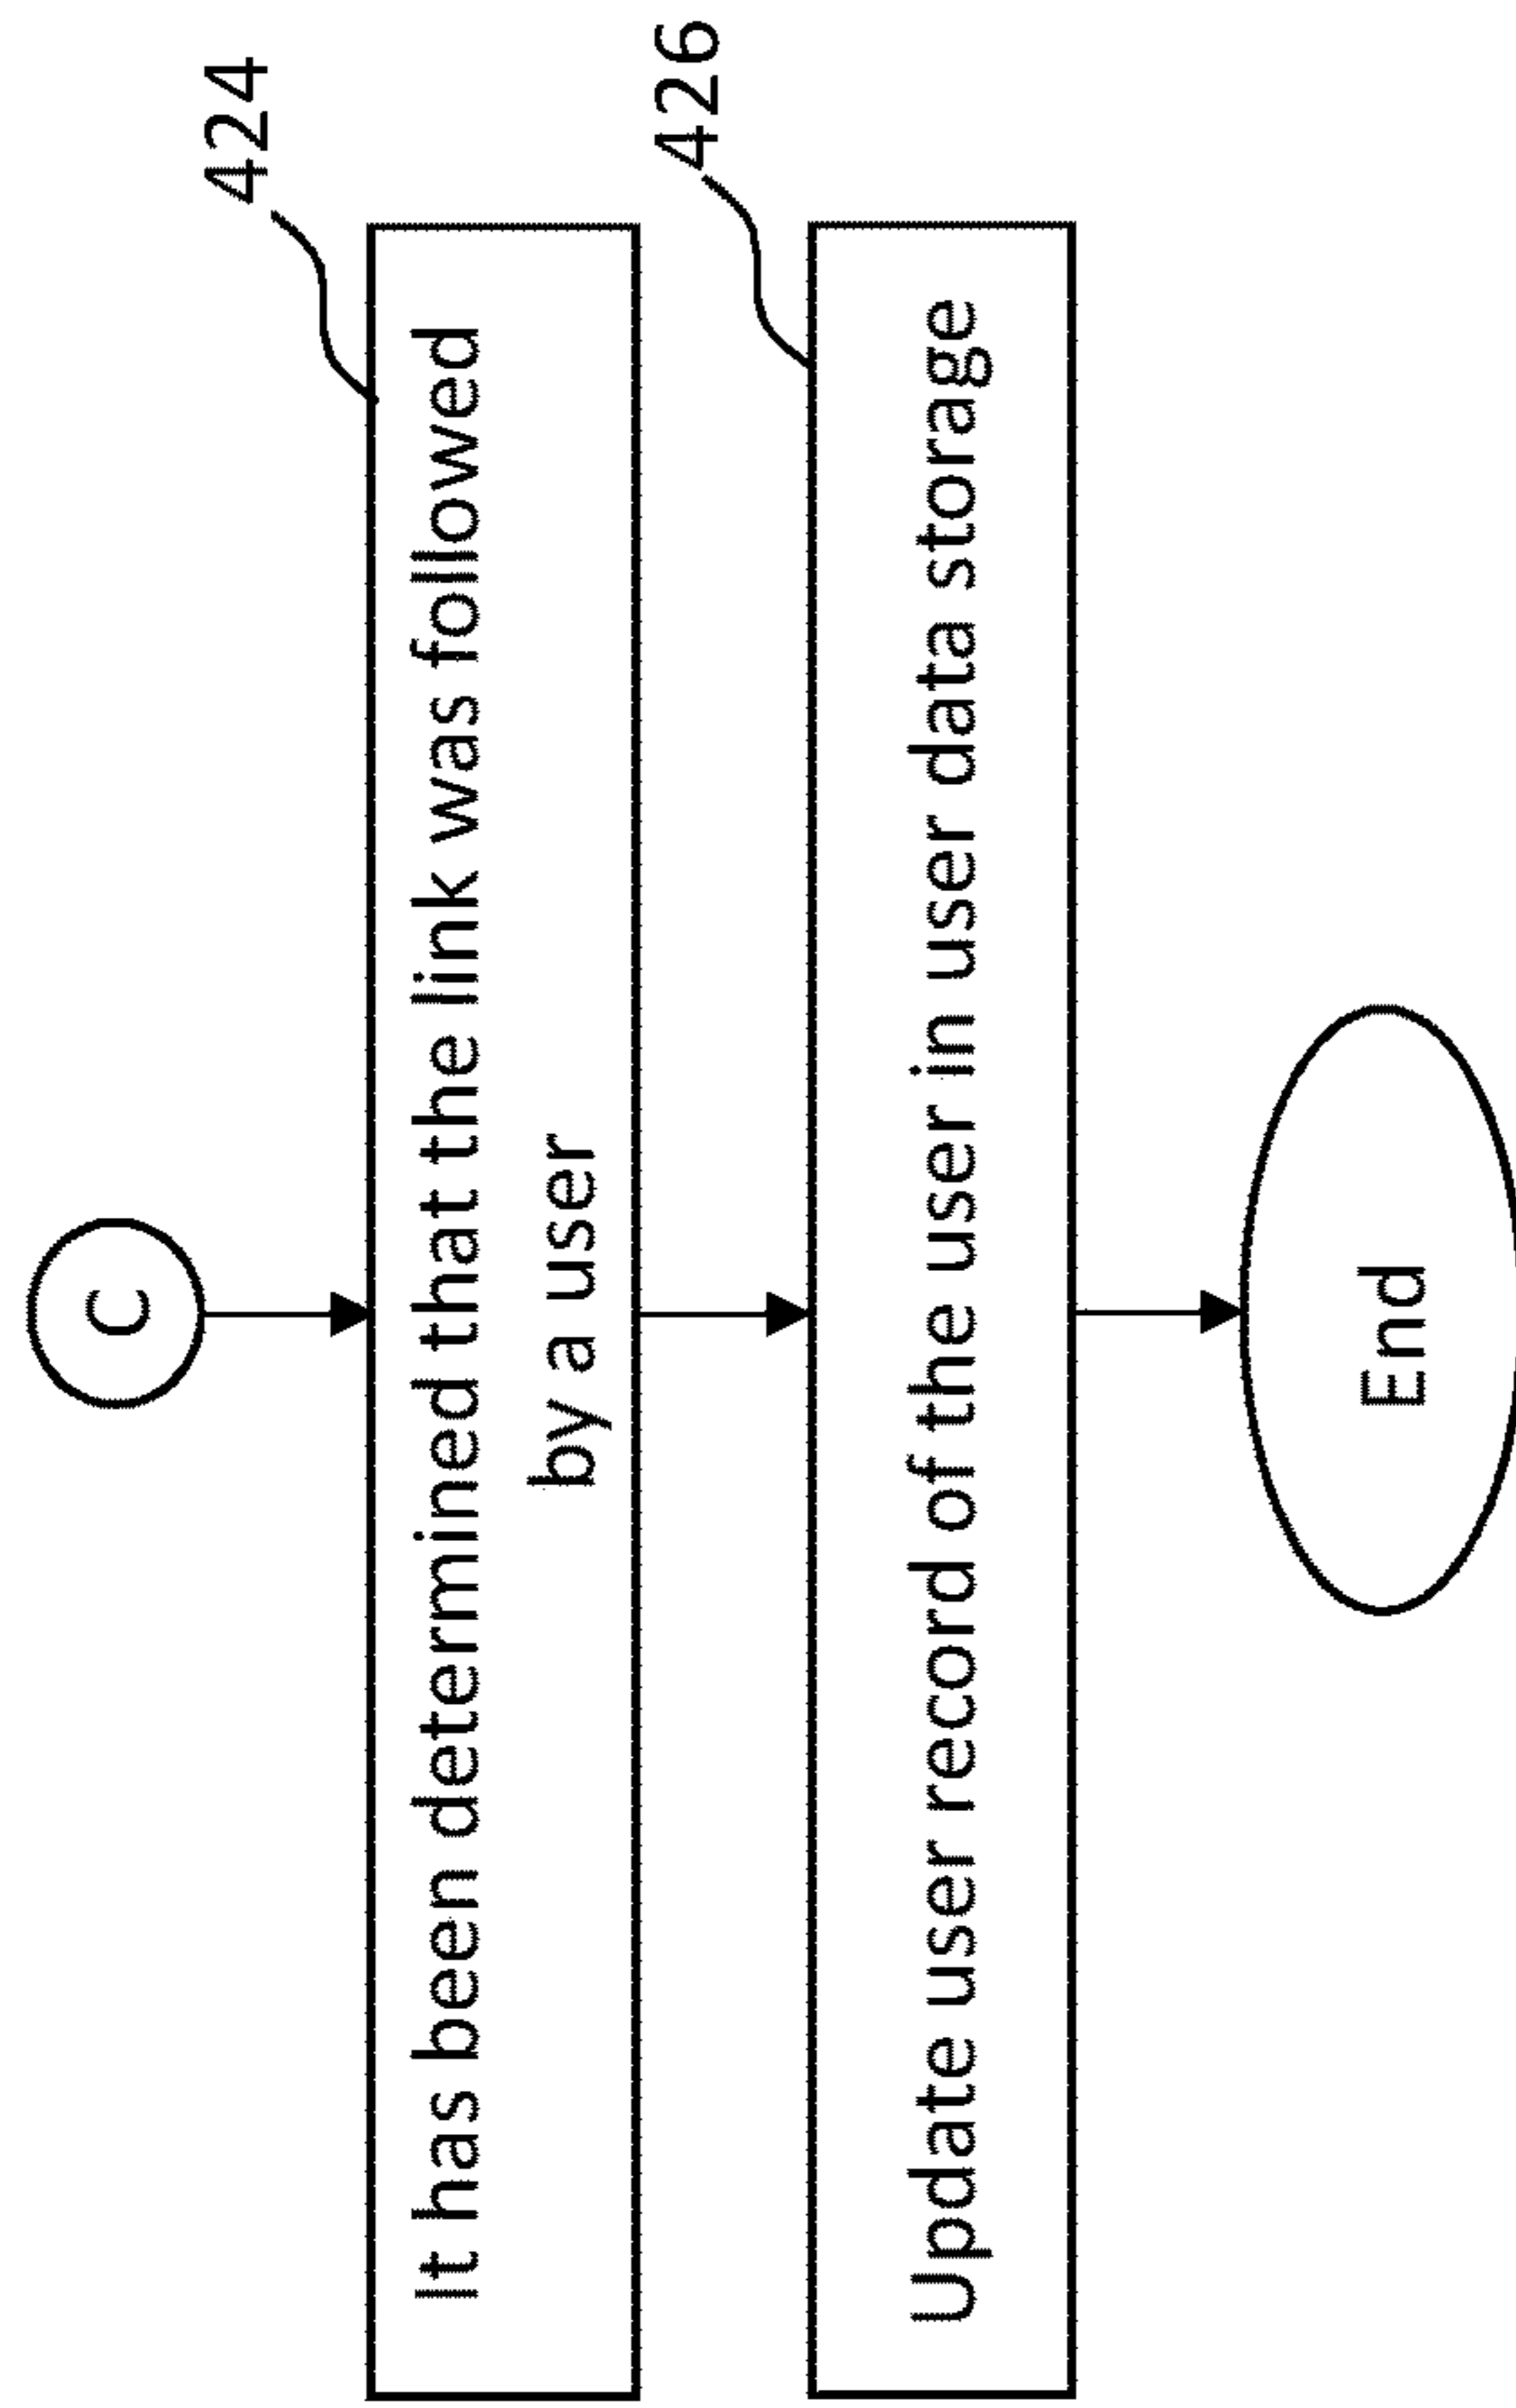 C
424
It has been determined that the link was followed
by a user
426
Update user record of the user in user data storage
End